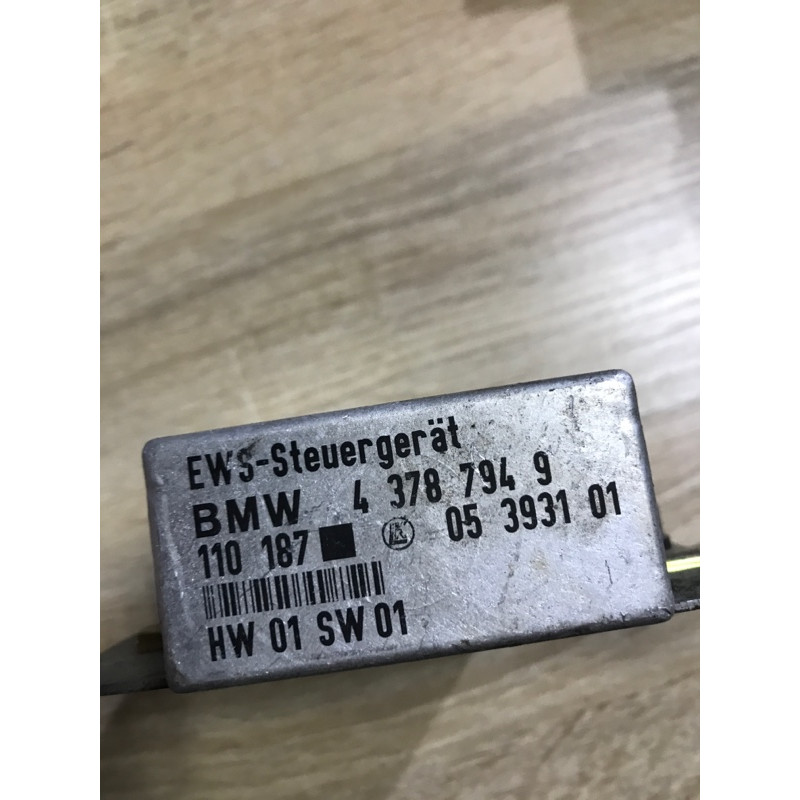 EWS-Steuergerät
BMW 4 378 794 9
110 187 05 3931 01
HW 01 SW 01